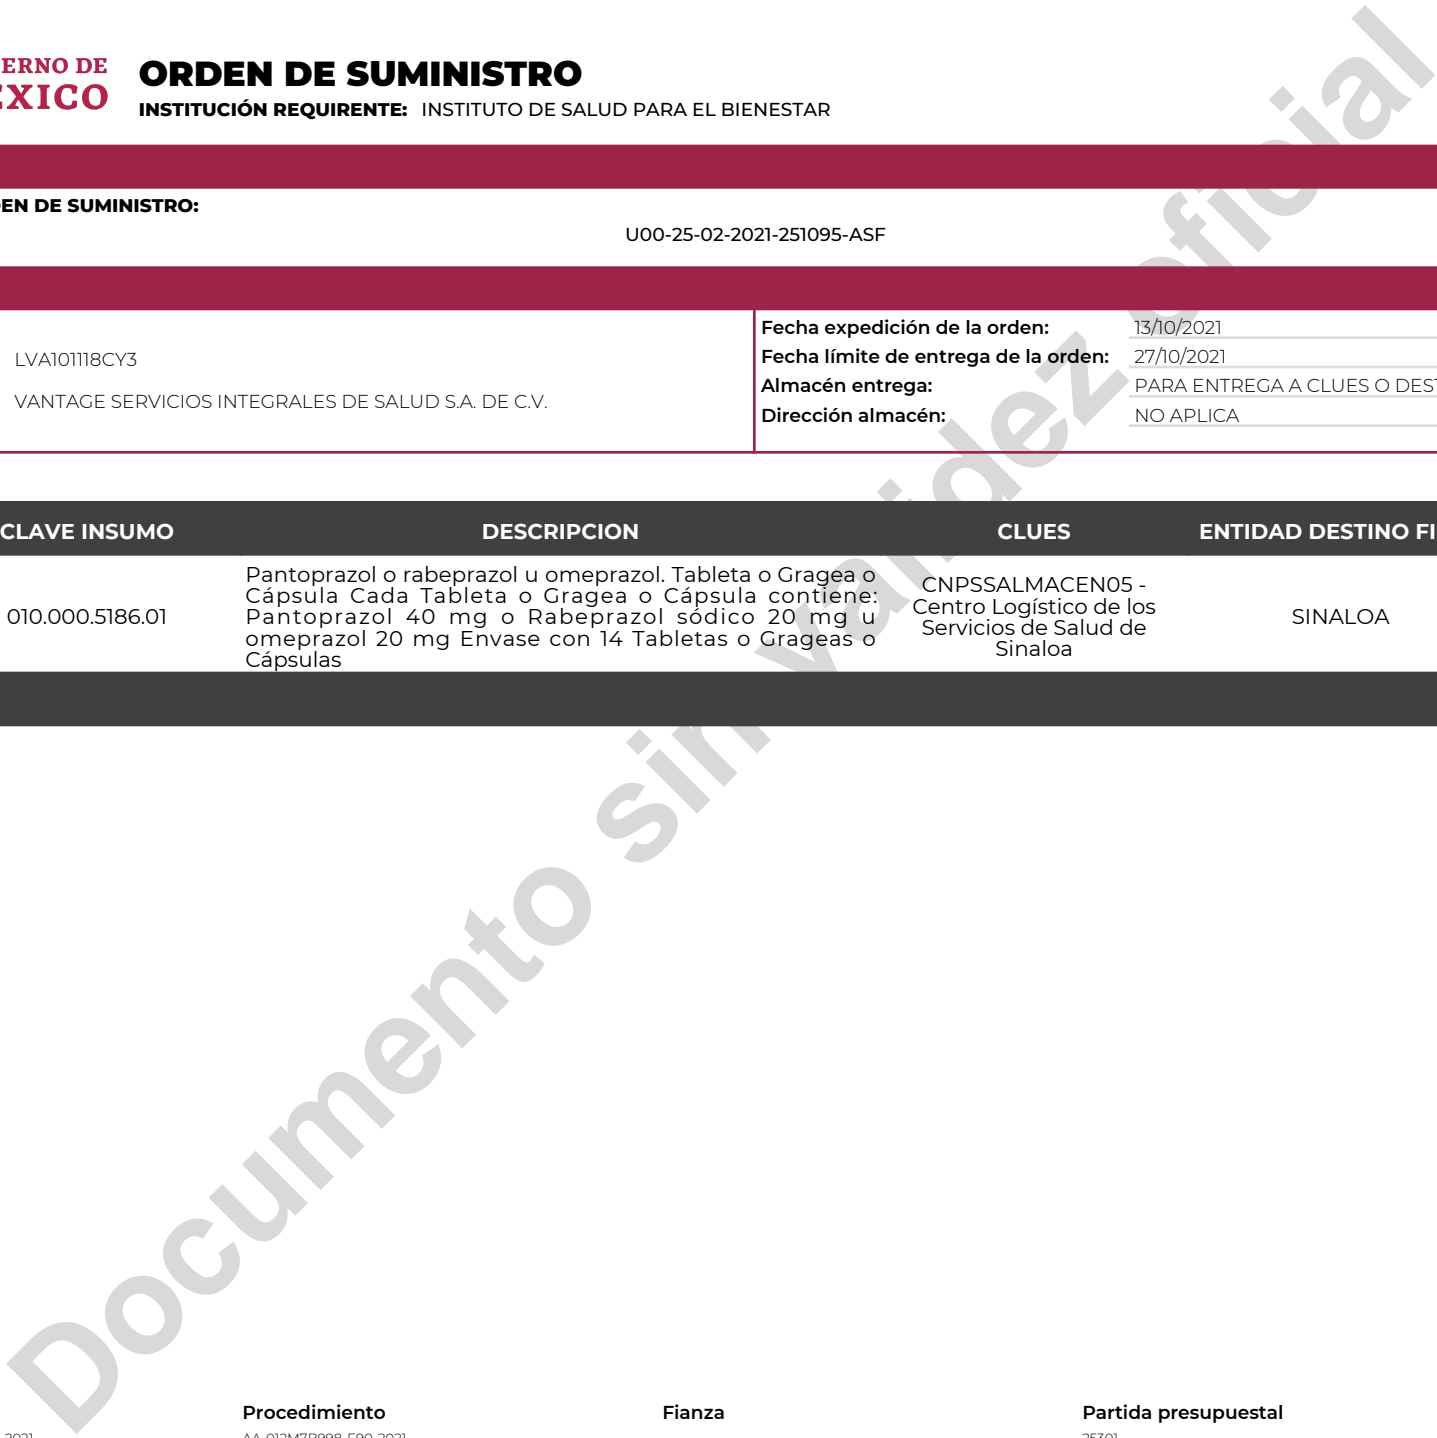 ERNO DE
EXICO
ORDEN DE SUMINISTRO
INSTITUCIÓN REQUIRENTE: INSTITUTO DE SALUD PARA EL BIENESTAR
EN DE SUMINISTRO:
U00-25-02-2021-251095-ASF
LVA101118CY3
VANTAGE SERVICIOS INTEGRALES DE SALUD S.A. DE C.V.
Fecha expedición de la orden: 13/10/2021
Fecha límite de entrega de la orden: 27/10/2021
Almacén entrega: PARA ENTREGA A CLUES O DEST
Dirección almacén: NO APLICA
CLAVE INSUMO DESCRIPCION CLUES ENTIDAD DESTINO FI
010.000.5186.01
Pantoprazol o rabeprazol u omeprazol. Tableta o Gragea o
Cápsula Cada Tableta o Gragea o Cápsula contiene:
Pantoprazol 40 mg o Rabeprazol sódico 20 mg u
omeprazol 20 mg Envase con 14 Tabletas o Grageas o
Cápsulas
CNPSSALMACEN05 -
Centro Logístico de los
Servicios de Salud de
Sinaloa
SINALOA
Documento sin validez oficial
Procedimiento Fianza Partida presupuestal